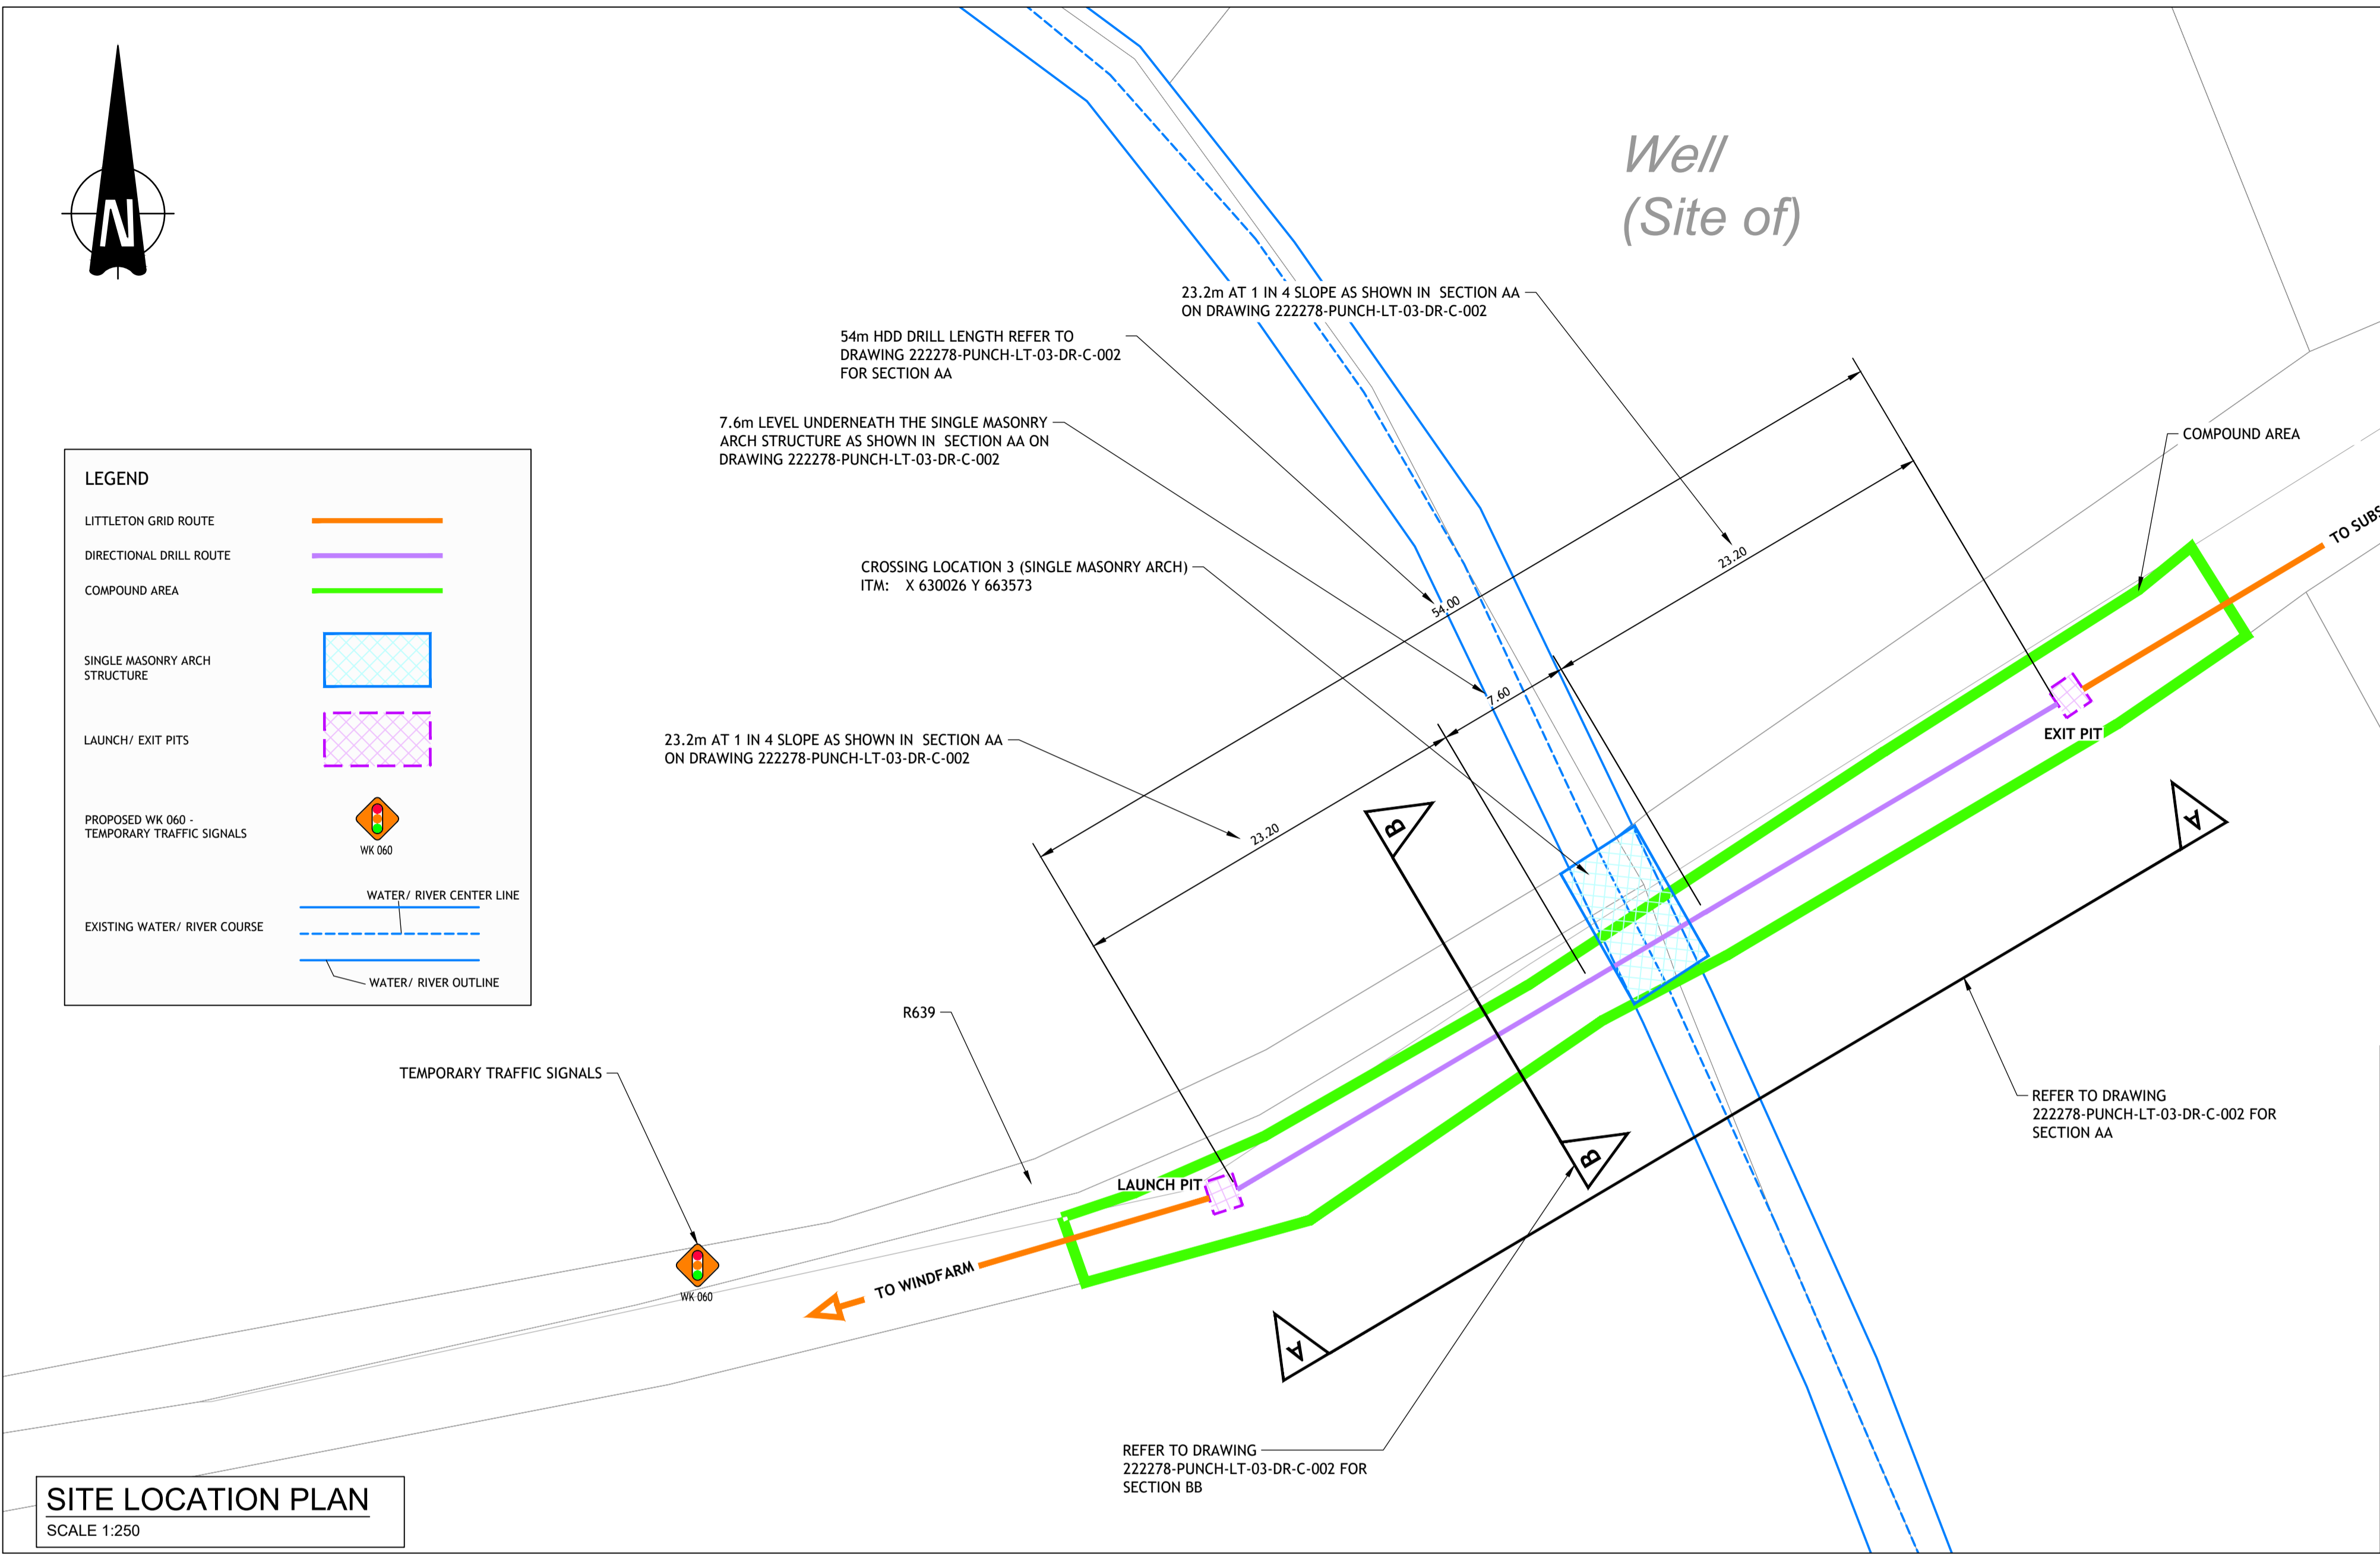 N
Well
(Site of)
23.2m AT 1 IN 4 SLOPE AS SHOWN IN SECTION AA
ON DRAWING 222278-PUNCH-LT-03-DR-C-002
54m HDD DRILL LENGTH REFER TO
DRAWING 222278-PUNCH-LT-03-DR-C-002
FOR SECTION AA
7.6m LEVEL UNDERNEATH THE SINGLE MASONRY
ARCH STRUCTURE AS SHOWN IN SECTION AA ON
DRAWING 222278-PUNCH-LT-03-DR-C-002
COMPOUND AREA
CROSSING LOCATION 3 (SINGLE MASONRY ARCH)
ITM: X 630026 Y 663573
23.20
54.00
7.60
23.20
TO SUBS
EXIT PIT
23.2m AT 1 IN 4 SLOPE AS SHOWN IN SECTION AA
ON DRAWING 222278-PUNCH-LT-03-DR-C-002
B
A
LEGEND
LITTLETON GRID ROUTE
DIRECTIONAL DRILL ROUTE
COMPOUND AREA
SINGLE MASONRY ARCH
STRUCTURE
LAUNCH/ EXIT PITS
PROPOSED WK 060 -
TEMPORARY TRAFFIC SIGNALS
WK 060
WATER/ RIVER CENTER LINE
EXISTING WATER/ RIVER COURSE
WATER/ RIVER OUTLINE
R639
TEMPORARY TRAFFIC SIGNALS
LAUNCH PIT
B
REFER TO DRAWING
222278-PUNCH-LT-03-DR-C-002 FOR
SECTION AA
TO WINDFARM
WK 060
A
REFER TO DRAWING
222278-PUNCH-LT-03-DR-C-002 FOR
SECTION BB
SITE LOCATION PLAN
SCALE 1:250